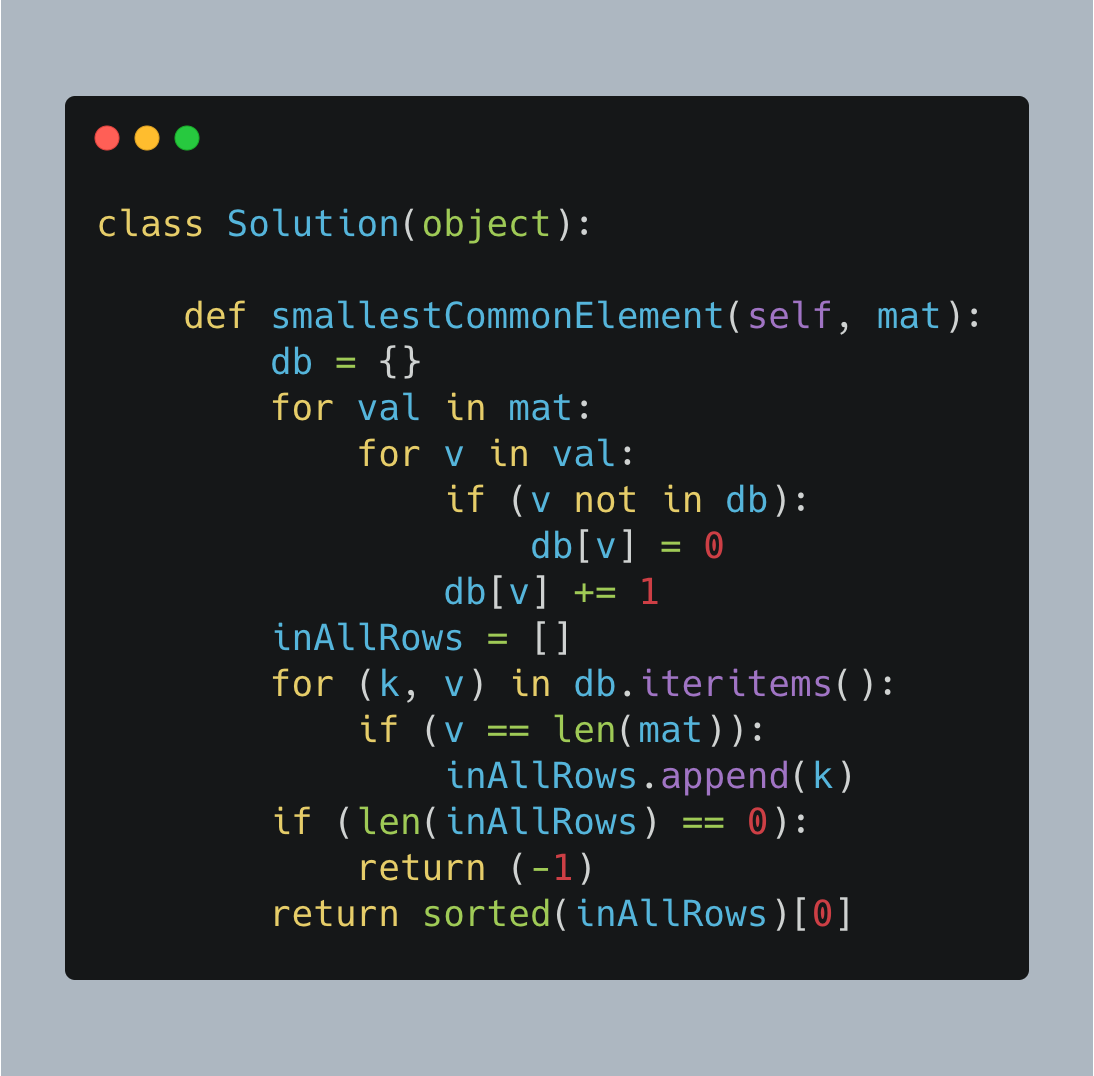 class Solution(object):
    def smallestCommonElement(self, mat):
        db = {}
        for val in mat:
            for v in val:
                if (v not in db):
                    db[v] = 0
                db[v] += 1
        inAllRows = []
        for (k, v) in db.iteritems():
            if (v == len(mat)):
                inAllRows.append(k)
        if (len(inAllRows) == 0):
            return (-1)
        return sorted(inAllRows)[0]